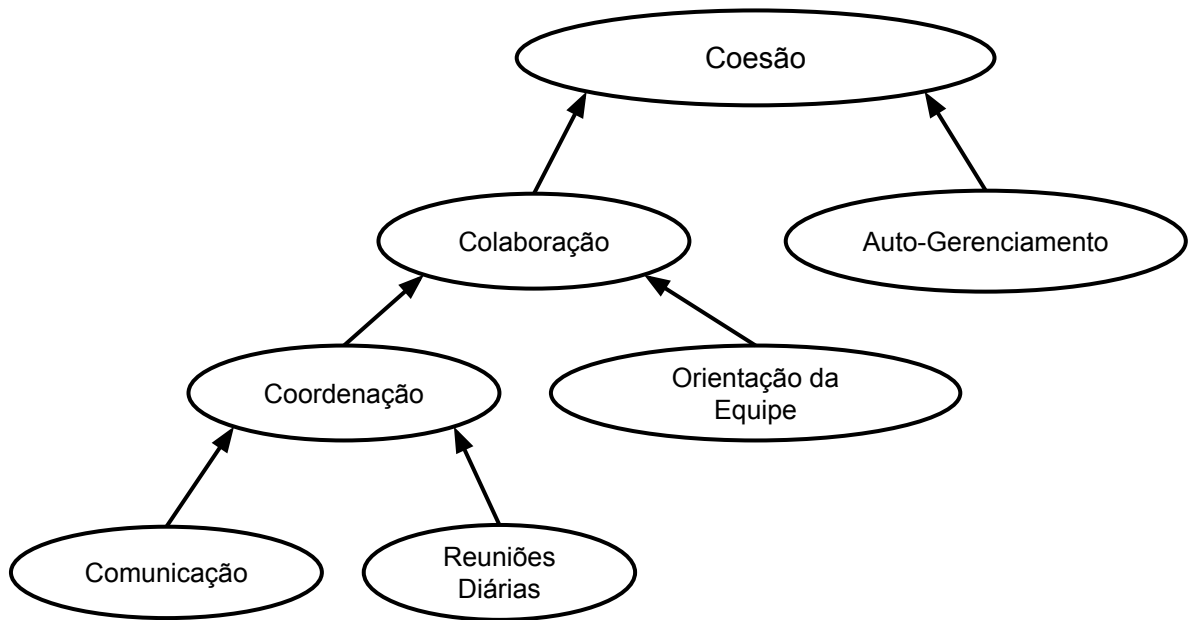 Coesão
Colaboração
Auto-Gerenciamento
Coordenação
Orientação da
Equipe
Comunicação
Reuniões
Diárias